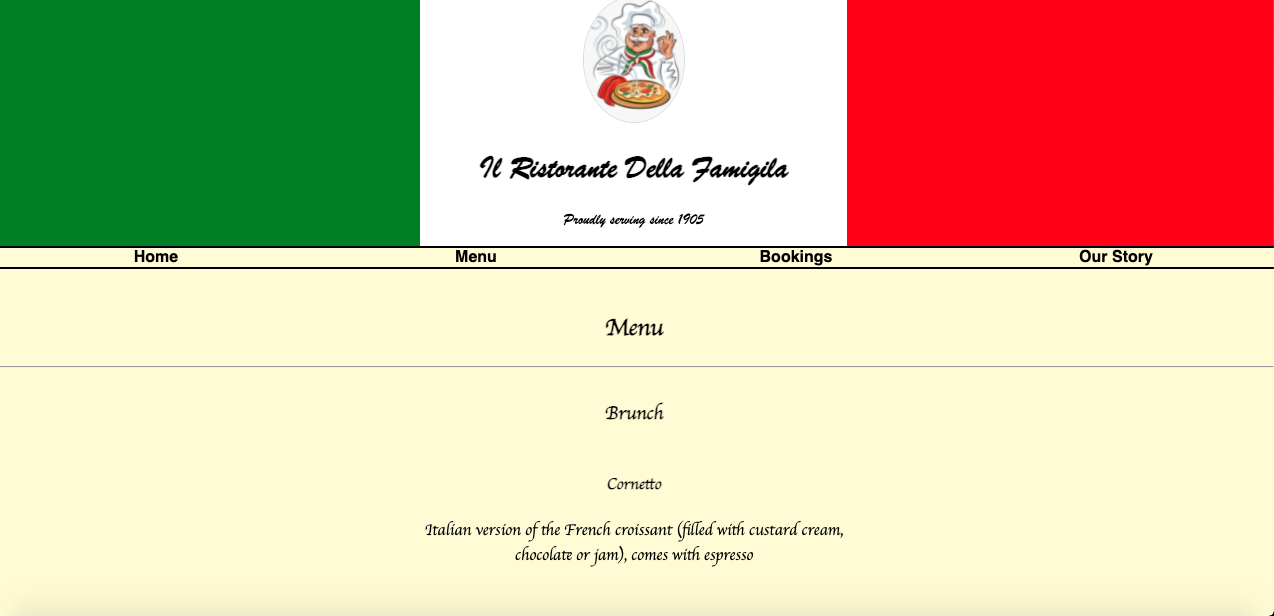 Il Ristorante Della Famigila
Proudly serving since 1905
Home Menu Bookings Our Story
Menu
Brunch
Cornetto
Italian version of the French croissant (filled with custard cream,
chocolate or jam), comes with espresso